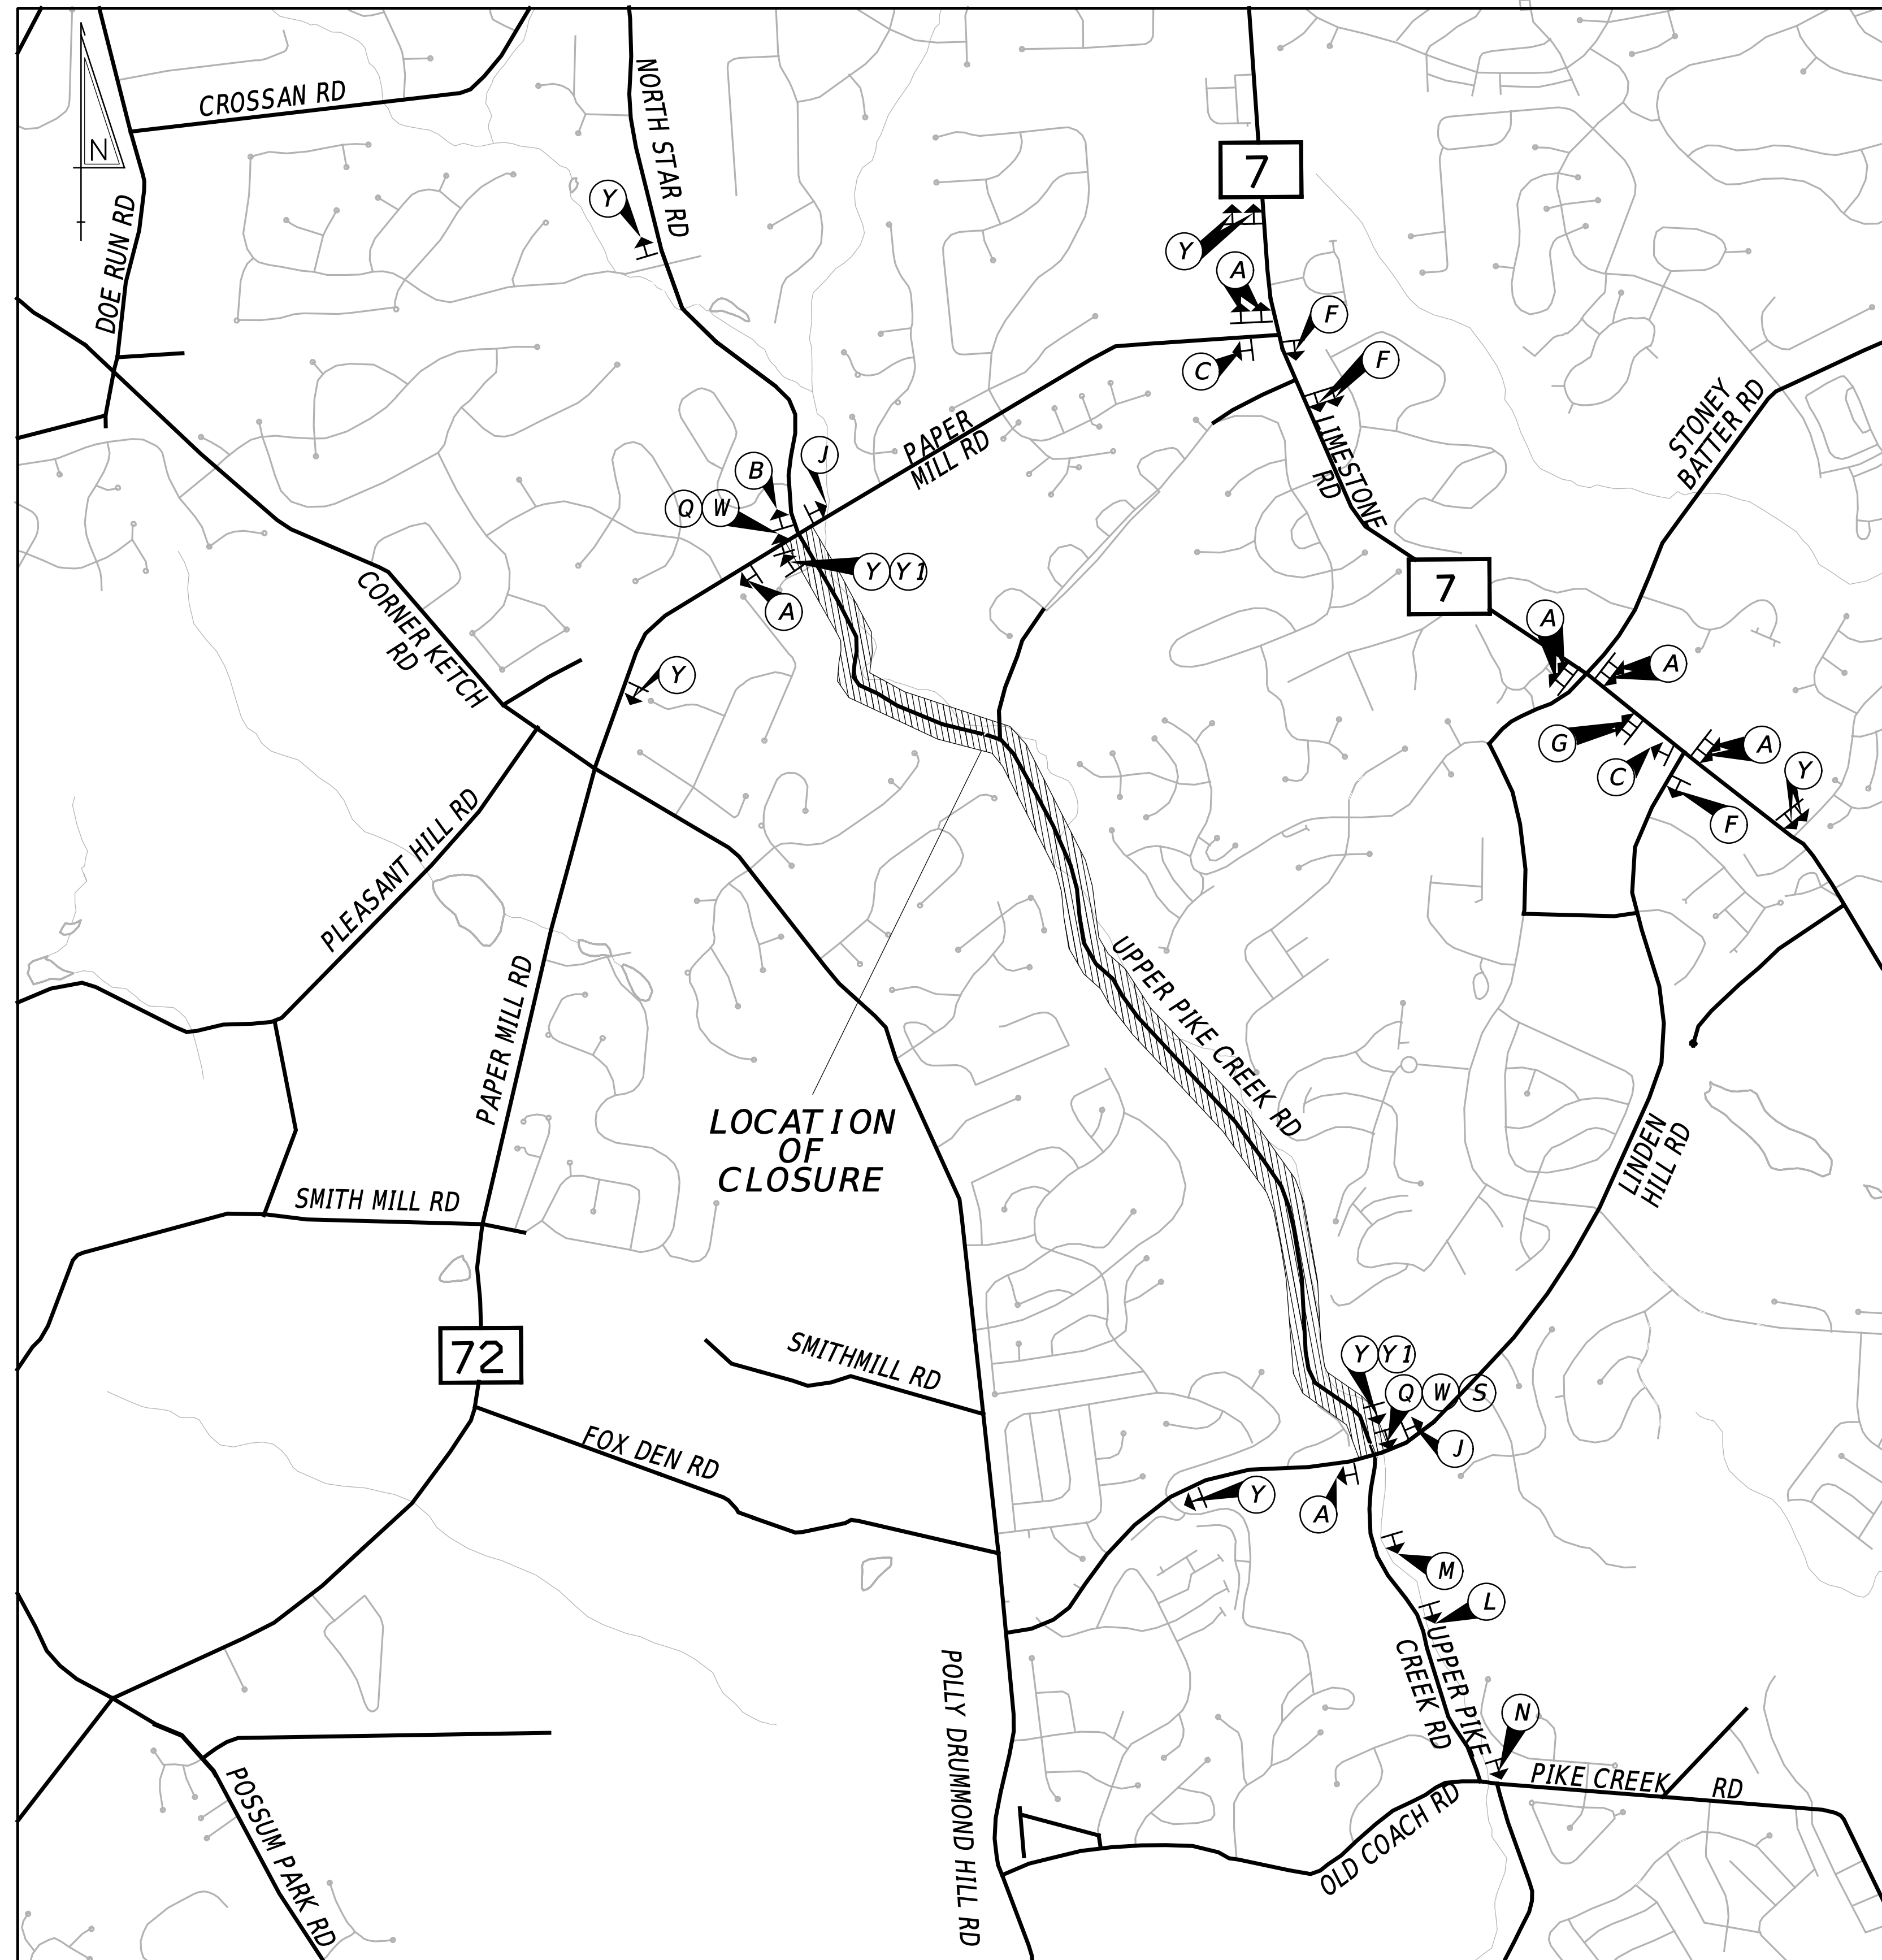 CROSSAN RD
NORTH STAR RD
N
7
DOE RUN RD
Y
Y
A
F
C
F
STONEY
BATTER RD
PAPER
MILL RD
LIMESTONE
RD
J
B
Q W
Y Y1
A
7
CORNER KETCH
RD
A
A
Y
G
A
C
Y
F
PLEASANT HILL RD
PAPER MILL RD
UPPER PIKE CREEK RD
LOCATION
OF
CLOSURE
LINDEN
HILL RD
SMITH MILL RD
72
SMITHMILL RD
Y Y1
Q W S
J
FOX DEN RD
Y
A
M
L
UPPER PIKE
CREEK RD
POLLY DRUMMOND HILL RD
N
PIKE CREEK RD
OLD COACH RD
POSSUM PARK RD